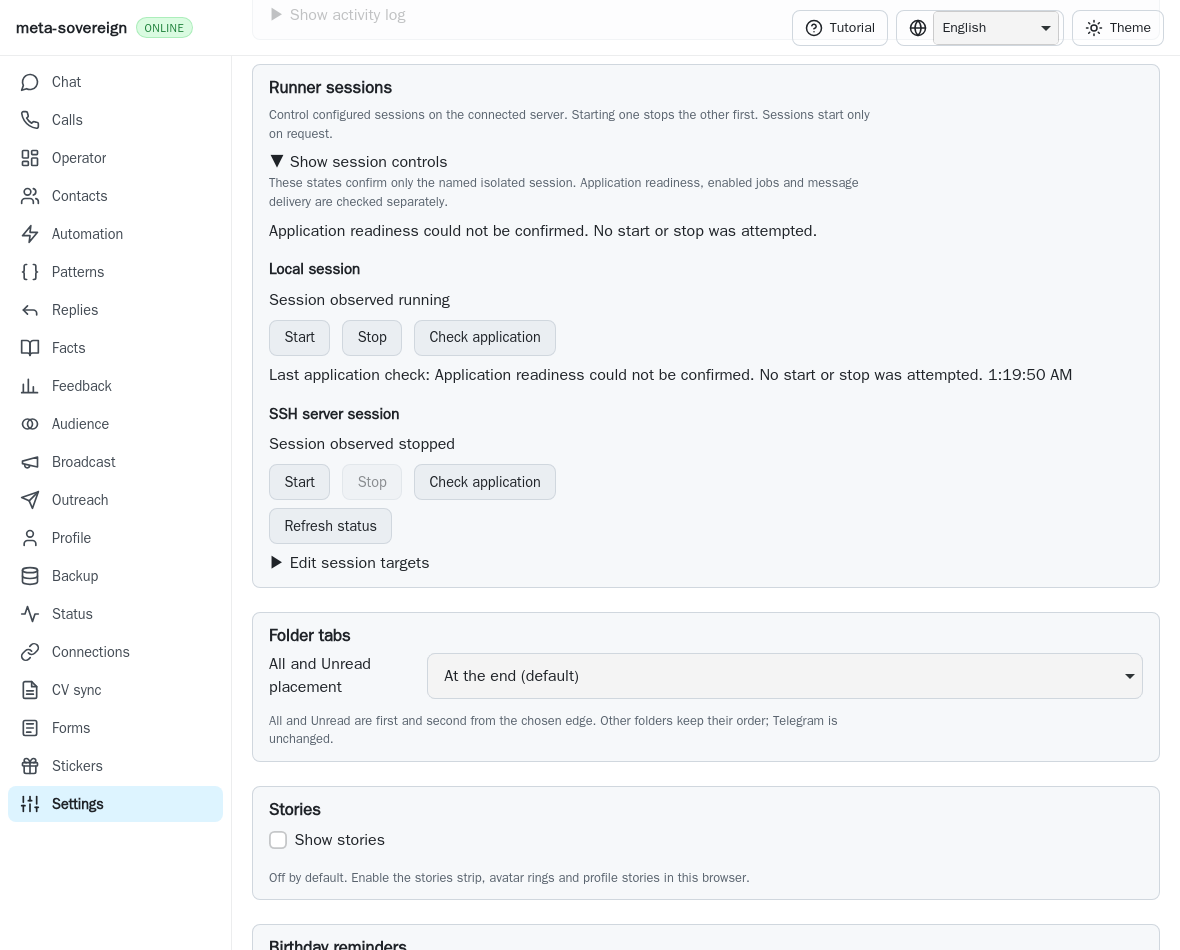 meta-sovereign
ONLINE
Show activity log
Tutorial
English
Theme
Chat
Calls
Operator
Contacts
Automation
Patterns
Replies
Facts
Feedback
Audience
Broadcast
Outreach
Profile
Backup
Status
Connections
CV sync
Forms
Stickers
Settings
Runner sessions
Control configured sessions on the connected server. Starting one stops the other first. Sessions start only
on request.
Show session controls
These states confirm only the named isolated session. Application readiness, enabled jobs and message
delivery are checked separately.
Application readiness could not be confirmed. No start or stop was attempted.
Local session
Session observed running
Start
Stop
Check application
Last application check: Application readiness could not be confirmed. No start or stop was attempted. 1:19:50 AM
SSH server session
Session observed stopped
Start
Stop
Check application
Refresh status
Edit session targets
Folder tabs
All and Unread
placement
At the end (default)
All and Unread are first and second from the chosen edge. Other folders keep their order; Telegram is
unchanged.
Stories
Show stories
Off by default. Enable the stories strip, avatar rings and profile stories in this browser.
Birthday reminders